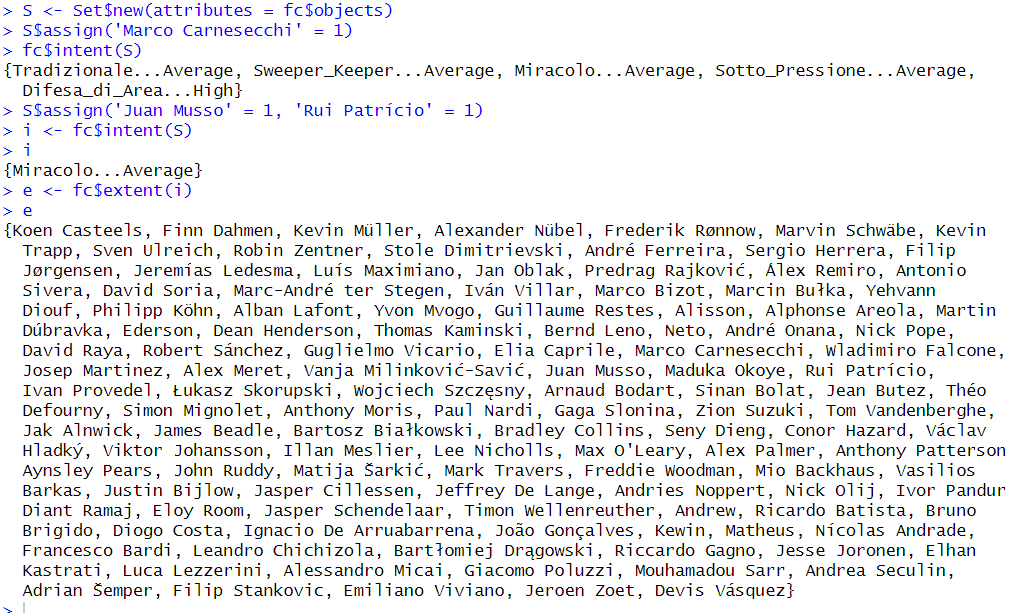 > S <- Set$new(attributes = fc$objects)
> S$assign('Marco Carnesecchi' = 1)
> fc$intent(S)
{Tradizionale...Average, Sweeper_Keeper...Average, Miracolo...Average, Sotto_Pressione...Average,
Difesa_di_Area...High}
> S$assign('Juan Musso' = 1, 'Rui Patrício' = 1)
> i <- fc$intent(S)
> i
{Miracolo...Average}
> e <- fc$extent(i)
> e
{Koen Casteels, Finn Dahmen, Kevin Müller, Alexander Nübel, Frederik Rønnow, Marvin Schwäbe, Kevin
Trapp, Sven Ulreich, Robin Zentner, Stole Dimitrievski, André Ferreira, Sergio Herrera, Filip
Jørgensen, Jeremías Ledesma, Luís Maximiano, Jan Oblak, Predrag Rajković, Álex Remiro, Antonio
Sivera, David Soria, Marc-André ter Stegen, Iván Villar, Marco Bizot, Marcin Bułka, Yehvann
Diouf, Philipp Köhn, Alban Lafont, Yvon Mvogo, Guillaume Restes, Alisson, Alphonse Areola, Martin
Dúbravka, Ederson, Dean Henderson, Thomas Kaminski, Bernd Leno, Neto, André Onana, Nick Pope,
David Raya, Robert Sánchez, Guglielmo Vicario, Elia Caprile, Marco Carnesecchi, Wladimiro Falcone,
Josep Martinez, Alex Meret, Vanja Milinković-Savić, Juan Musso, Maduka Okoye, Rui Patrício,
Ivan Provedel, Łukasz Skorupski, Wojciech Szczęsny, Arnaud Bodart, Sinan Bolat, Jean Butez, Théo
Defourny, Simon Mignolet, Anthony Moris, Paul Nardi, Gaga Slonina, Zion Suzuki, Tom Vandenberghe,
Jak Alnwick, James Beadle, Bartosz Białkowski, Bradley Collins, Seny Dieng, Conor Hazard, Václav
Hladký, Viktor Johansson, Illan Meslier, Lee Nicholls, Max O'Leary, Alex Palmer, Anthony Patterson
Aynsley Pears, John Ruddy, Matija Šarkić, Mark Travers, Freddie Woodman, Mio Backhaus, Vasilios
Barkas, Justin Bijlow, Jasper Cillessen, Jeffrey De Lange, Andries Noppert, Nick Olij, Ivor Pandur
Diant Ramaj, Eloy Room, Jasper Schendelaar, Timon Wellenreuther, Andrew, Ricardo Batista, Bruno
Brigido, Diogo Costa, Ignacio De Arruabarrena, João Gonçalves, Kewin, Matheus, Nícolas Andrade,
Francesco Bardi, Leandro Chichizola, Bartłomiej Drągowski, Riccardo Gagno, Jesse Joronen, Elhan
Kastrati, Luca Lezzerini, Alessandro Micai, Giacomo Poluzzi, Mouhamadou Sarr, Andrea Seculin,
Adrian Šemper, Filip Stankovic, Emiliano Viviano, Jeroen Zoet, Devis Vásquez}
>